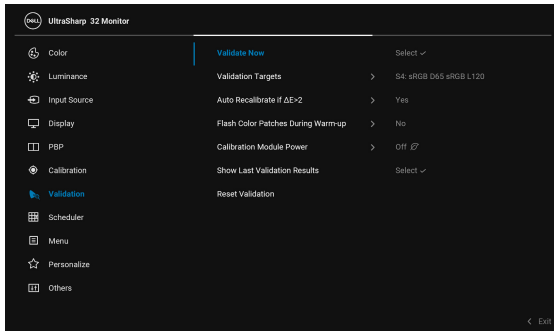 DELL UltraSharp 32 Monitor
Color
Validate Now Select
Luminance
Validation Targets > S4: sRGB D65 sRGB L120
Input Source
Auto Recalibrate if ΔE>2 > Yes
Display
Flash Color Patches During Warm-up > No
PBP
Calibration Module Power > Off
Calibration
Show Last Validation Results Select
Validation
Reset Validation
Scheduler
Menu
Personalize
Others
< Exit